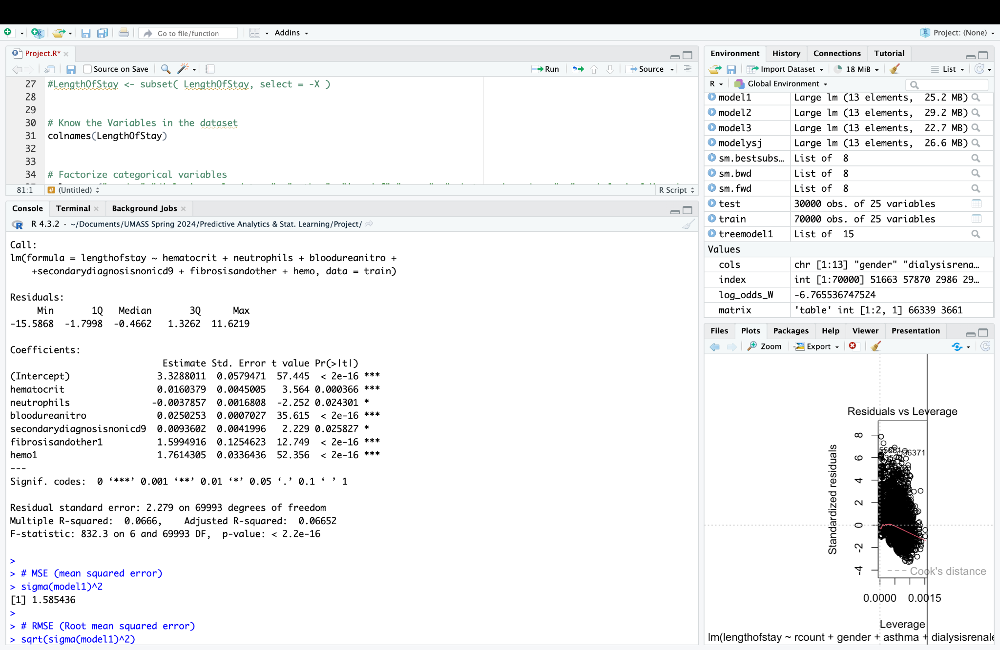 Go to file/function
Addins
Project: (None)
Project.R*
Source on Save
Run
Source
27 #LengthOfStay <- subset( LengthOfStay, select = -X )
28
29
30 # Know the Variables in the dataset
31 colnames(LengthOfStay)
32
33
34 # Factorize categorical variables
81:1 # (Untitled) R Script
Console Terminal Background Jobs
R 4.3.2 · ~/Documents/UMASS Spring 2024/Predictive Analytics & Stat. Learning/Project/
Call:
lm(formula = lengthofstay ~ hematocrit + neutrophils + bloodureanitro +
    +secondarydiagnosisnonicd9 + fibrosisandother + hemo, data = train)
Residuals:
     Min       1Q   Median       3Q      Max
-15.5868  -1.7998  -0.4662   1.3262  11.6219
Coefficients:
                            Estimate Std. Error t value Pr(>|t|)
(Intercept)                3.3288011  0.0579471  57.445  < 2e-16 ***
hematocrit                 0.0160379  0.0045005   3.564 0.000366 ***
neutrophils               -0.0037857  0.0016808  -2.252 0.024301 *
bloodureanitro             0.0250253  0.0007027  35.615  < 2e-16 ***
secondarydiagnosisnonicd9  0.0093602  0.0041996   2.229 0.025827 *
fibrosisandother1          1.5994916  0.1254623  12.749  < 2e-16 ***
hemo1                      1.7614305  0.0336436  52.356  < 2e-16 ***
---
Signif. codes:  0 ‘***’ 0.001 ‘**’ 0.01 ‘*’ 0.05 ‘.’ 0.1 ‘ ’ 1
Residual standard error: 2.279 on 69993 degrees of freedom
Multiple R-squared:  0.0666,    Adjusted R-squared:  0.06652
F-statistic: 832.3 on 6 and 69993 DF,  p-value: < 2.2e-16
>
> # MSE (mean squared error)
> sigma(model1)^2
[1] 1.585436
>
> # RMSE (Root mean squared error)
> sqrt(sigma(model1)^2)
Environment History Connections Tutorial
Import Dataset 18 MiB List
R Global Environment
model1 Large lm (13 elements,  25.2 MB)
model2 Large lm (13 elements,  29.2 MB)
model3 Large lm (13 elements,  22.7 MB)
modelysj Large lm (13 elements,  26.6 MB)
sm.bestsubs… List of  8
sm.bwd List of  8
sm.fwd List of  8
test 30000 obs. of 25 variables
train 70000 obs. of 25 variables
treemodel1 List of  15
Values
cols chr [1:13] "gender" "dialysisrena…
index int [1:70000] 51663 57870 2986 29…
log_odds_W -6.765536747524
matrix 'table' int [1:2, 1] 66339 3661
Files Plots Packages Help Viewer Presentation
Zoom Export
Residuals vs Leverage
Standardized residuals
8
6
4
2
0
-2
-4
36371
Cook's distance
0.0000 0.0015
Leverage
lm(lengthofstay ~ rcount + gender + asthma + dialysisrenale